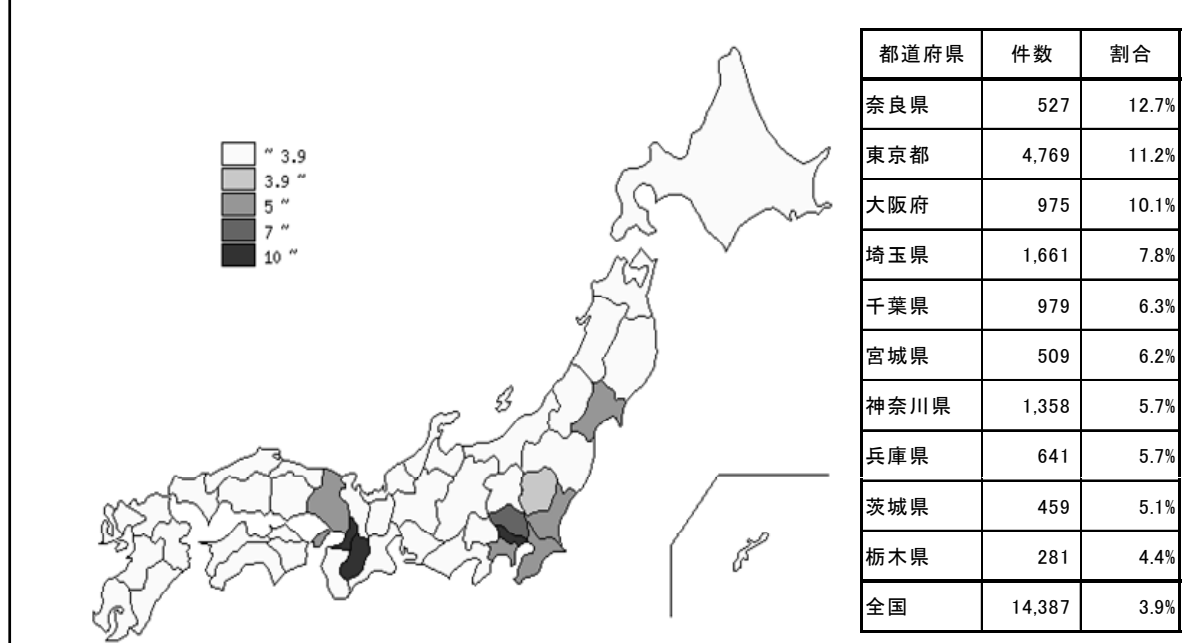 ~ 3.9
3.9 ~
5 ~
7 ~
10 ~
都道府県 件数 割合
奈良県 527 12.7%
東京都 4,769 11.2%
大阪府 975 10.1%
埼玉県 1,661 7.8%
千葉県 979 6.3%
宮城県 509 6.2%
神奈川県 1,358 5.7%
兵庫県 641 5.7%
茨城県 459 5.1%
栃木県 281 4.4%
全国 14,387 3.9%